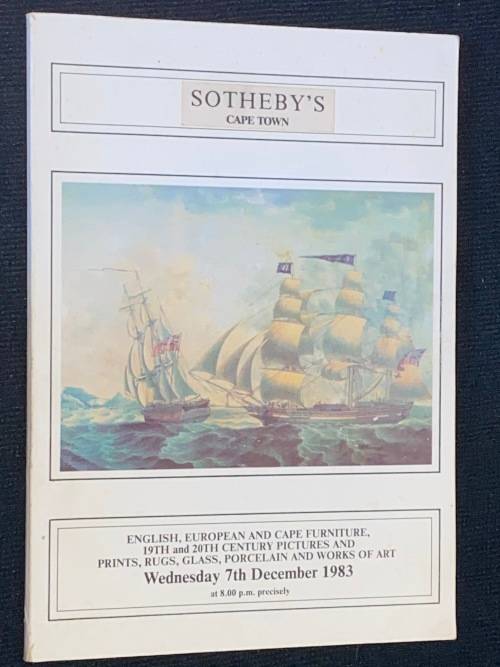 SOTHEBY'S
CAPE TOWN
ENGLISH, EUROPEAN AND CAPE FURNITURE,
19TH and 20TH CENTURY PICTURES AND
PRINTS, RUGS, GLASS, PORCELAIN AND WORKS OF ART
Wednesday 7th December 1983
at 8.00 p.m. precisely